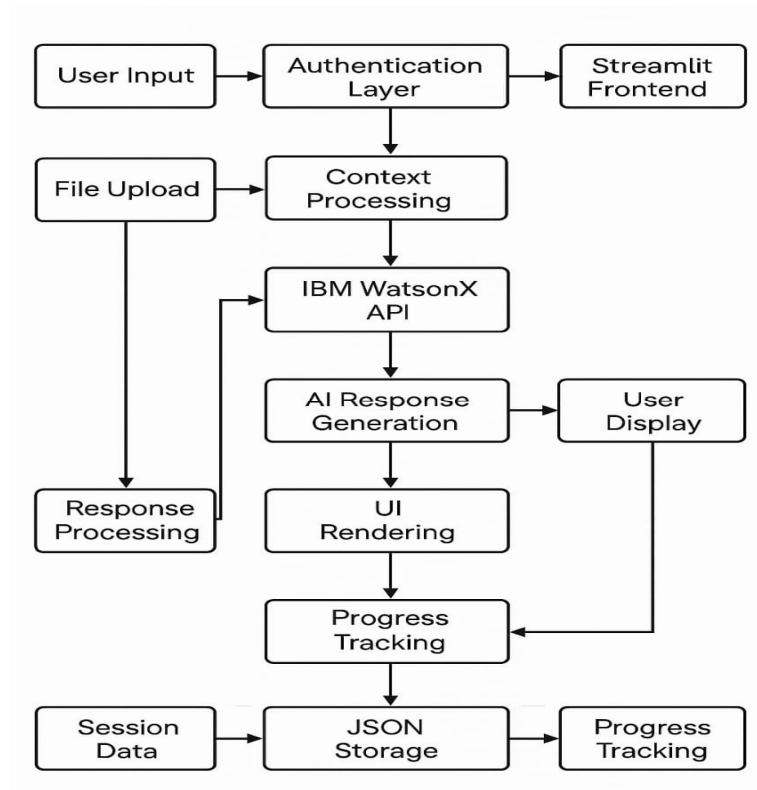 User Input
Authentication
Layer
Streamlit
Frontend
File Upload
Context
Processing
IBM WatsonX
API
AI Response
Generation
User
Display
Response
Processing
UI
Rendering
Progress
Tracking
Session
Data
JSON
Storage
Progress
Tracking